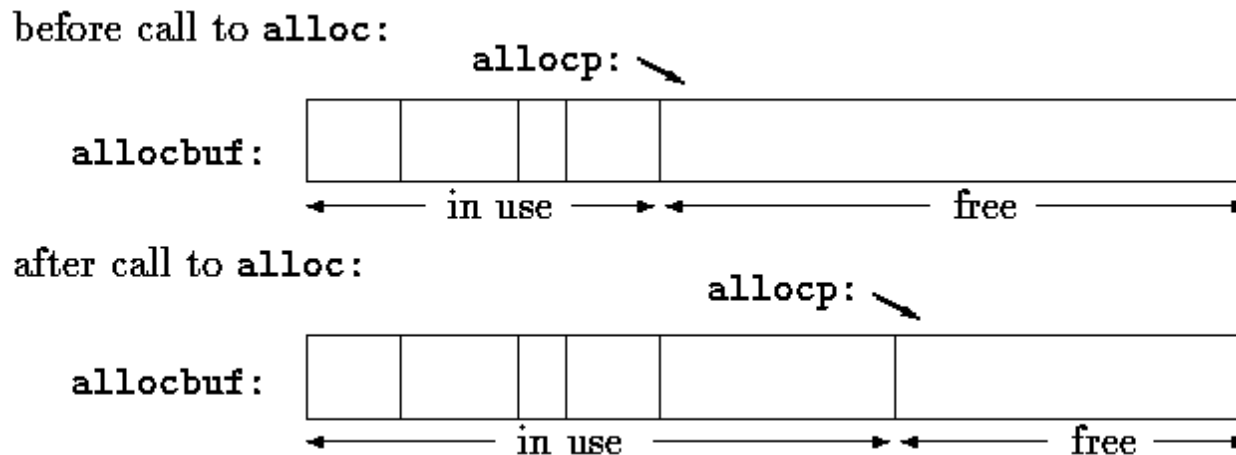 before call to alloc:
allocp:
allocbuf:
in use free
after call to alloc:
allocp:
allocbuf:
in use free